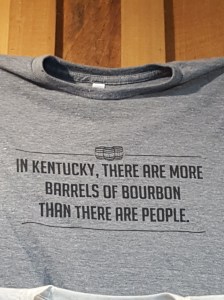 IN KENTUCKY, THERE ARE MORE
BARRELS OF BOURBON
THAN THERE ARE PEOPLE.